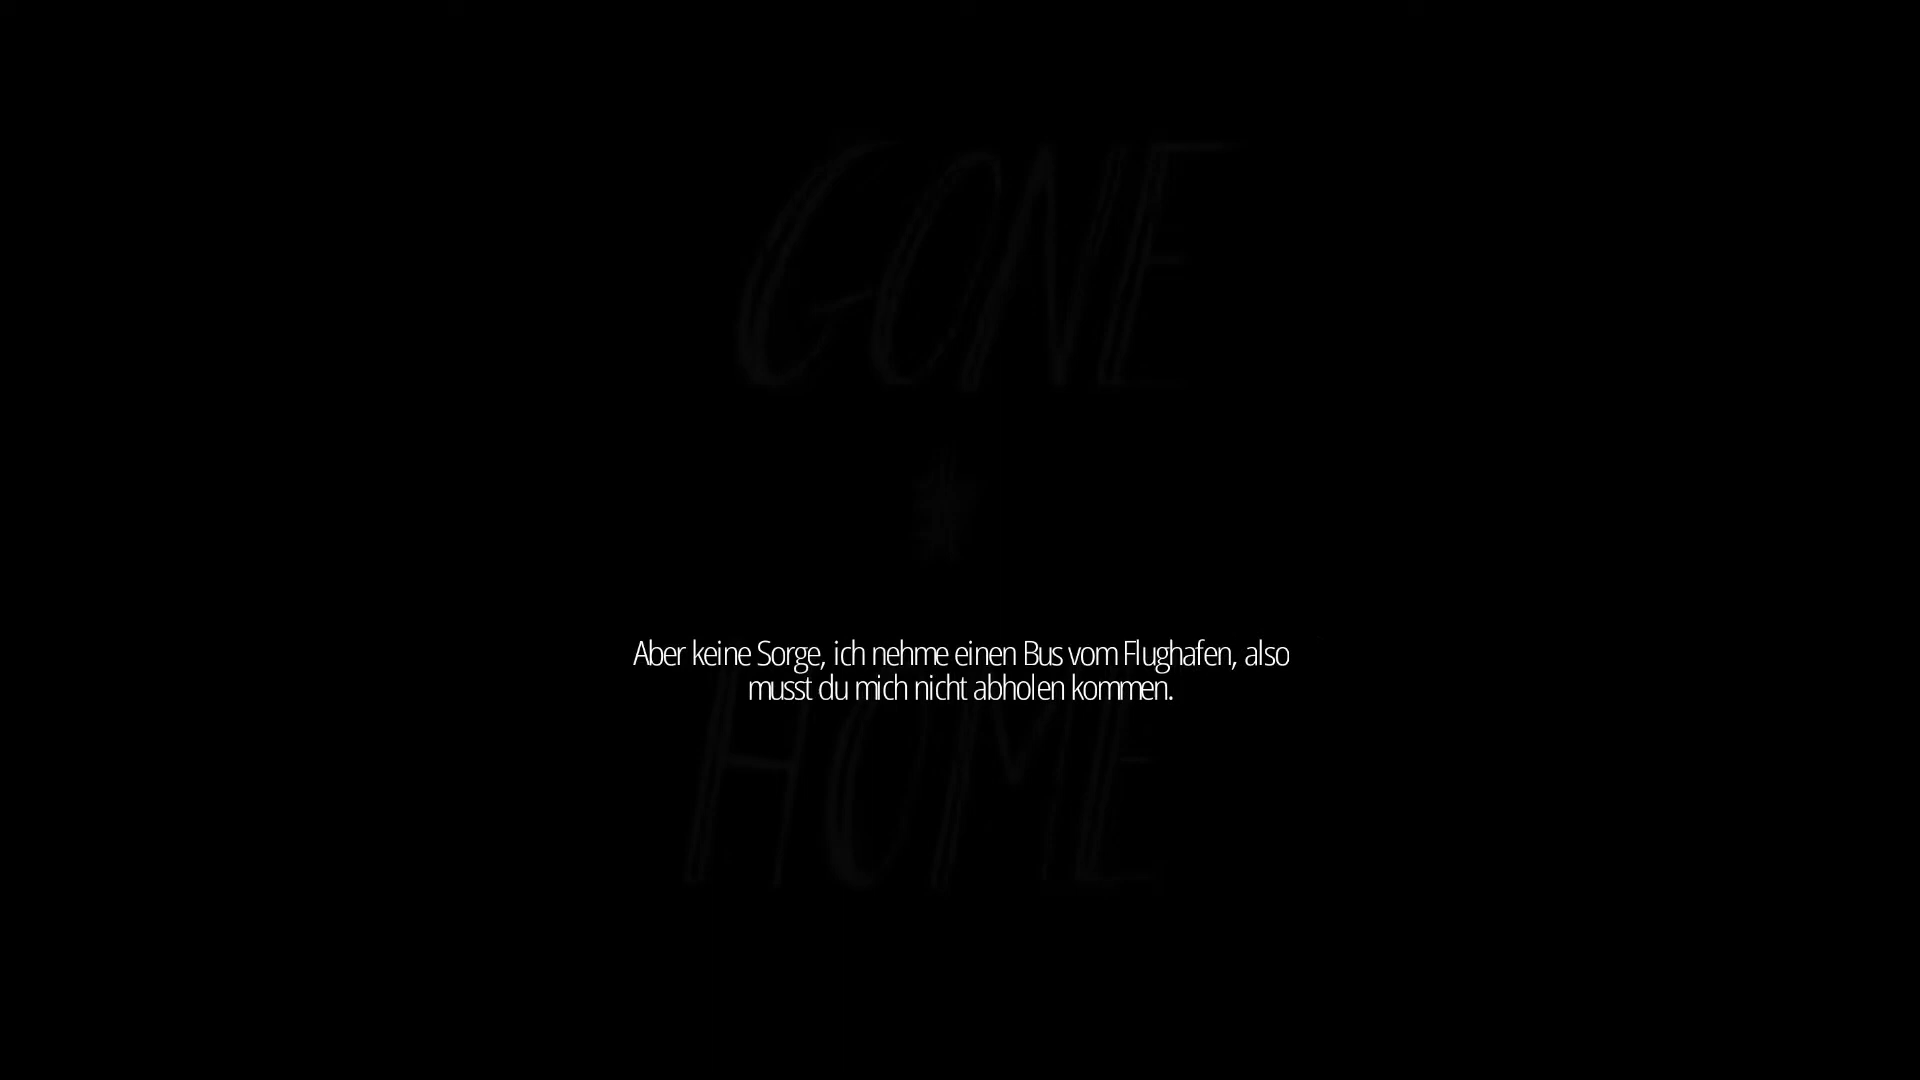 GONE
HOME
Aber keine Sorge, ich nehme einen Bus vom Flughafen, also
musst du mich nicht abholen kommen.